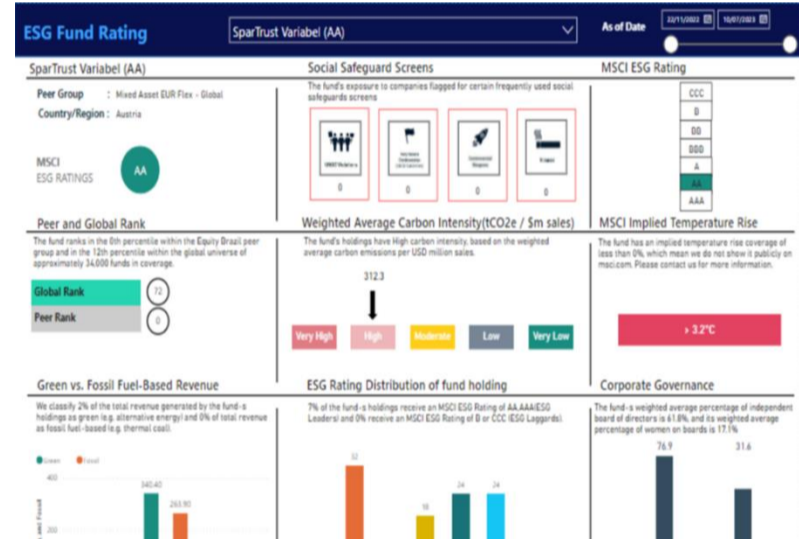 ESG Fund Rating
SparTrust Variabel (AA)
As of Date
22/11/2022
10/07/2023
SparTrust Variabel (AA)
Peer Group : Mixed Asset EUR Flex - Global
Country/Region : Austria
MSCI
ESG RATINGS
AA
Social Safeguard Screens
The fund's exposure to companies flagged for certain frequently used social
safeguards screens
0
0
0
0
MSCI ESG Rating
CCC
B
BB
BBB
A
AA
AAA
Peer and Global Rank
The fund ranks in the 0th percentile within the Equity Brazil peer
group and in the 12th percentile within the global universe of
approximately 34,000 funds in coverage.
Global Rank
72
Peer Rank
0
Weighted Average Carbon Intensity(tCO2e / $m sales)
The fund's holdings have High carbon intensity, based on the weighted
average carbon emissions per USD million sales.
312.3
Very High
High
Moderate
Low
Very Low
MSCI Implied Temperature Rise
The fund has an implied temperature rise coverage of
less than 0%, which mean we do not show it publicly on
msci.com. Please contact us for more information.
> 3.2°C
Green vs. Fossil Fuel-Based Revenue
We classify 2% of the total revenue generated by the fund-s
holdings as green (e.g. alternative energy) and 0% of total revenue
as fossil fuel-based (e.g. thermal coal).
Green
Fossil
400
340.40
263.90
200
and Fossil
ESG Rating Distribution of fund holding
7% of the fund-s holdings receive an MSCI ESG Rating of AA,AAA(ESG
Leaders) and 0% receive an MSCI ESG Rating of B or CCC (ESG Laggards).
32
18
24
24
Corporate Governance
The fund-s weighted average percentage of independent
board of directors is 61.8%, and its weighted average
percentage of women on boards is 17.1%
76.9
31.6